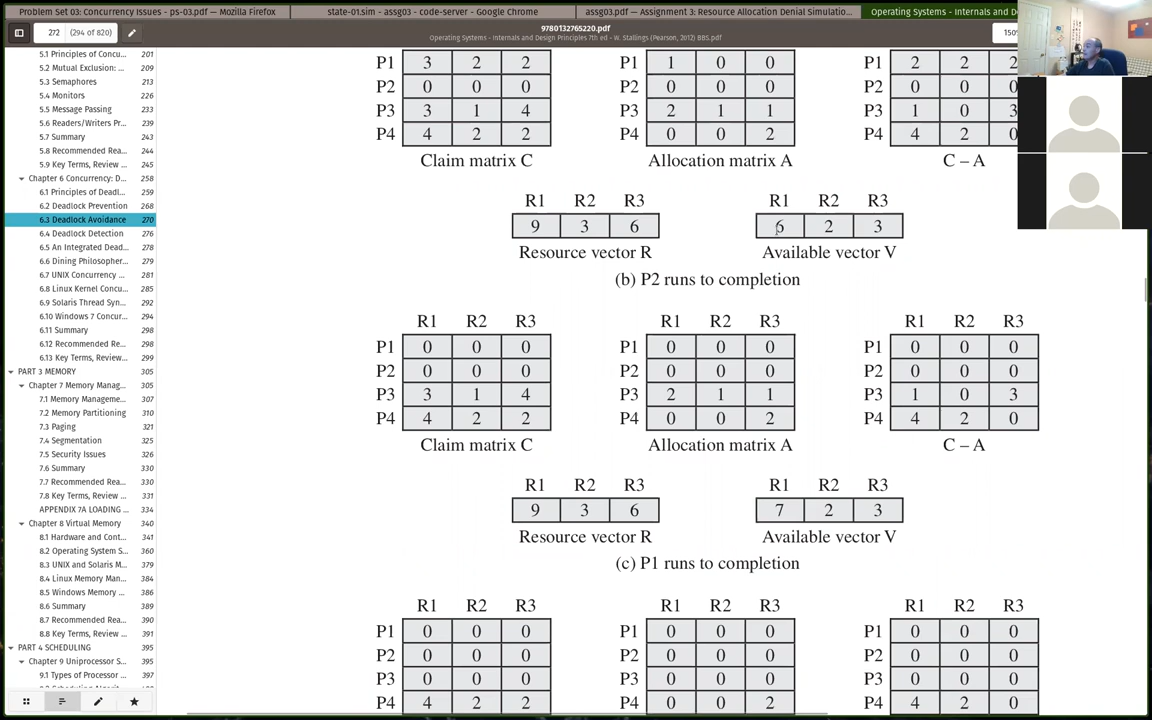 Problem Set 03: Concurrency Issues - ps-03.pdf — Mozilla Firefox
state-01.sim - assg03 - code-server - Google Chrome
assg03.pdf — Assignment 3: Resource Allocation Denial Simulatio...
Operating Systems - Internals and D
272 (294 of 820)
9780132765220.pdf
Operating Systems - Internals and Design Principles 7th ed - W. Stallings (Pearson, 2012) BBS.pdf
150
5.1 Principles of Concu... 201
5.2 Mutual Exclusion: ... 209
5.3 Semaphores 213
5.4 Monitors 226
5.5 Message Passing 233
5.6 Readers/Writers Pr... 239
5.7 Summary 243
5.8 Recommended Rea...
5.9 Key Terms, Review ... 245
Chapter 6 Concurrency: D... 258
6.1 Principles of Deadl... 259
6.2 Deadlock Prevention 268
6.3 Deadlock Avoidance 270
6.4 Deadlock Detection 276
6.5 An Integrated Dead... 278
6.6 Dining Philosopher... 279
6.7 UNIX Concurrency ... 281
6.8 Linux Kernel Concu... 285
6.9 Solaris Thread Syn... 292
6.10 Windows 7 Concur... 294
6.11 Summary 298
6.12 Recommended Re... 298
6.13 Key Terms, Review... 299
PART 3 MEMORY 305
Chapter 7 Memory Manag... 305
7.1 Memory Manageme... 307
7.2 Memory Partitioning 310
7.3 Paging 321
7.4 Segmentation 325
7.5 Security Issues 326
7.6 Summary 330
7.7 Recommended Rea... 330
7.8 Key Terms, Review ... 331
APPENDIX 7A LOADING ... 334
Chapter 8 Virtual Memory 340
8.1 Hardware and Cont... 341
8.2 Operating System S... 360
8.3 UNIX and Solaris M... 379
8.4 Linux Memory Man... 384
8.5 Windows Memory ... 386
8.6 Summary 389
8.7 Recommended Rea... 390
8.8 Key Terms, Review ... 391
PART 4 SCHEDULING 395
Chapter 9 Uniprocessor S... 395
9.1 Types of Processor ... 397
P1 3 2 2 P1 1 0 0 P1 2 2 2
P2 0 0 0 P2 0 0 0 P2 0 0 0
P3 3 1 4 P3 2 1 1 P3 1 0 3
P4 4 2 2 P4 0 0 2 P4 4 2 0
Claim matrix C Allocation matrix A C – A
R1 R2 R3 R1 R2 R3
9 3 6 6 2 3
Resource vector R Available vector V
(b) P2 runs to completion
R1 R2 R3 R1 R2 R3 R1 R2 R3
P1 0 0 0 P1 0 0 0 P1 0 0 0
P2 0 0 0 P2 0 0 0 P2 0 0 0
P3 3 1 4 P3 2 1 1 P3 1 0 3
P4 4 2 2 P4 0 0 2 P4 4 2 0
Claim matrix C Allocation matrix A C – A
R1 R2 R3 R1 R2 R3
9 3 6 7 2 3
Resource vector R Available vector V
(c) P1 runs to completion
R1 R2 R3 R1 R2 R3 R1 R2 R3
P1 0 0 0 P1 0 0 0 P1 0 0 0
P2 0 0 0 P2 0 0 0 P2 0 0 0
P3 0 0 0 P3 0 0 0 P3 0 0 0
P4 4 2 2 P4 0 0 2 P4 4 2 0